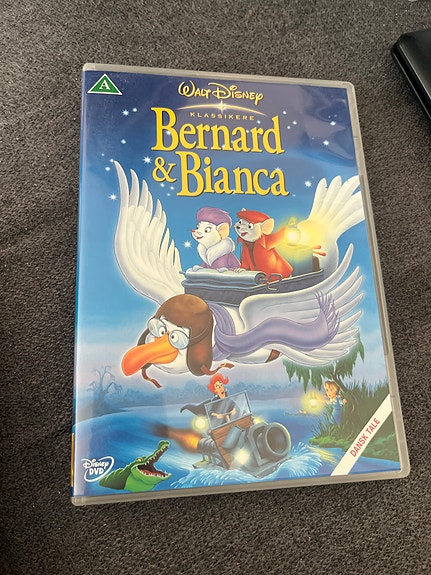 A
WALT DISNEY
KLASSIKERE
Bernard
& Bianca
DANSK TALE
Disney
DVD